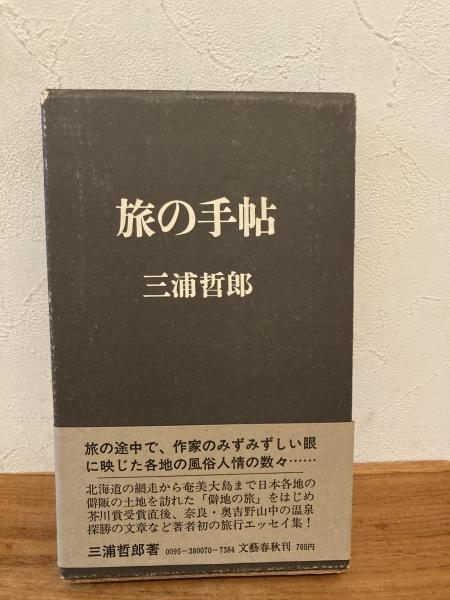 旅の手帖
三浦哲郎
旅の途中で、作家のみずみずしい眼
に映じた各地の風俗人情の数々……
北海道の網走から奄美大島まで日本各地の
僻陬の土地を訪れた「僻地の旅」をはじめ
芥川賞受賞直後、奈良・奥吉野山中の温泉
探勝の文章など著者初の旅行エッセイ集!
三浦哲郎著 0095-380070-7384 文藝春秋刊 760円